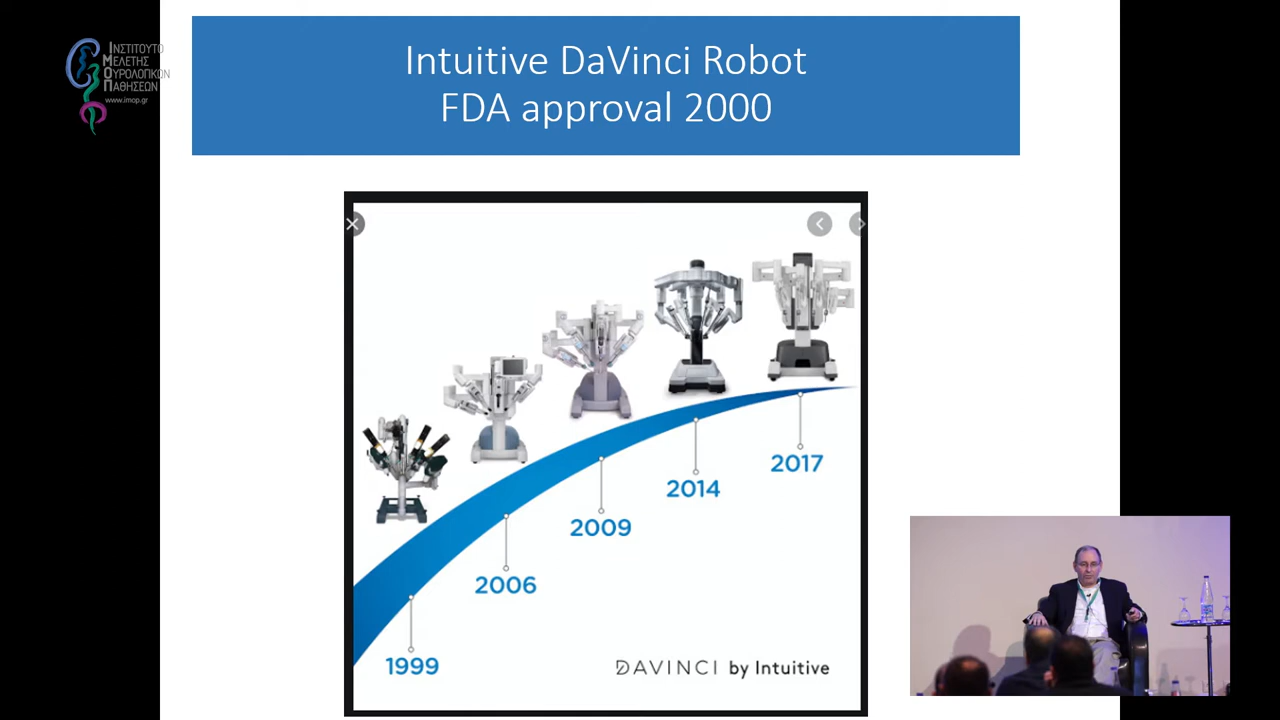 ΙΝΣΤΙΤΟΥΤΟ
ΜΕΛΕΤΗΣ
ΟΥΡΟΛΟΓΙΚΩΝ
ΠΑΘΗΣΕΩΝ
www.imop.gr
Intuitive DaVinci Robot
FDA approval 2000
2017
2014
2009
2006
1999
DAVINCI by Intuitive